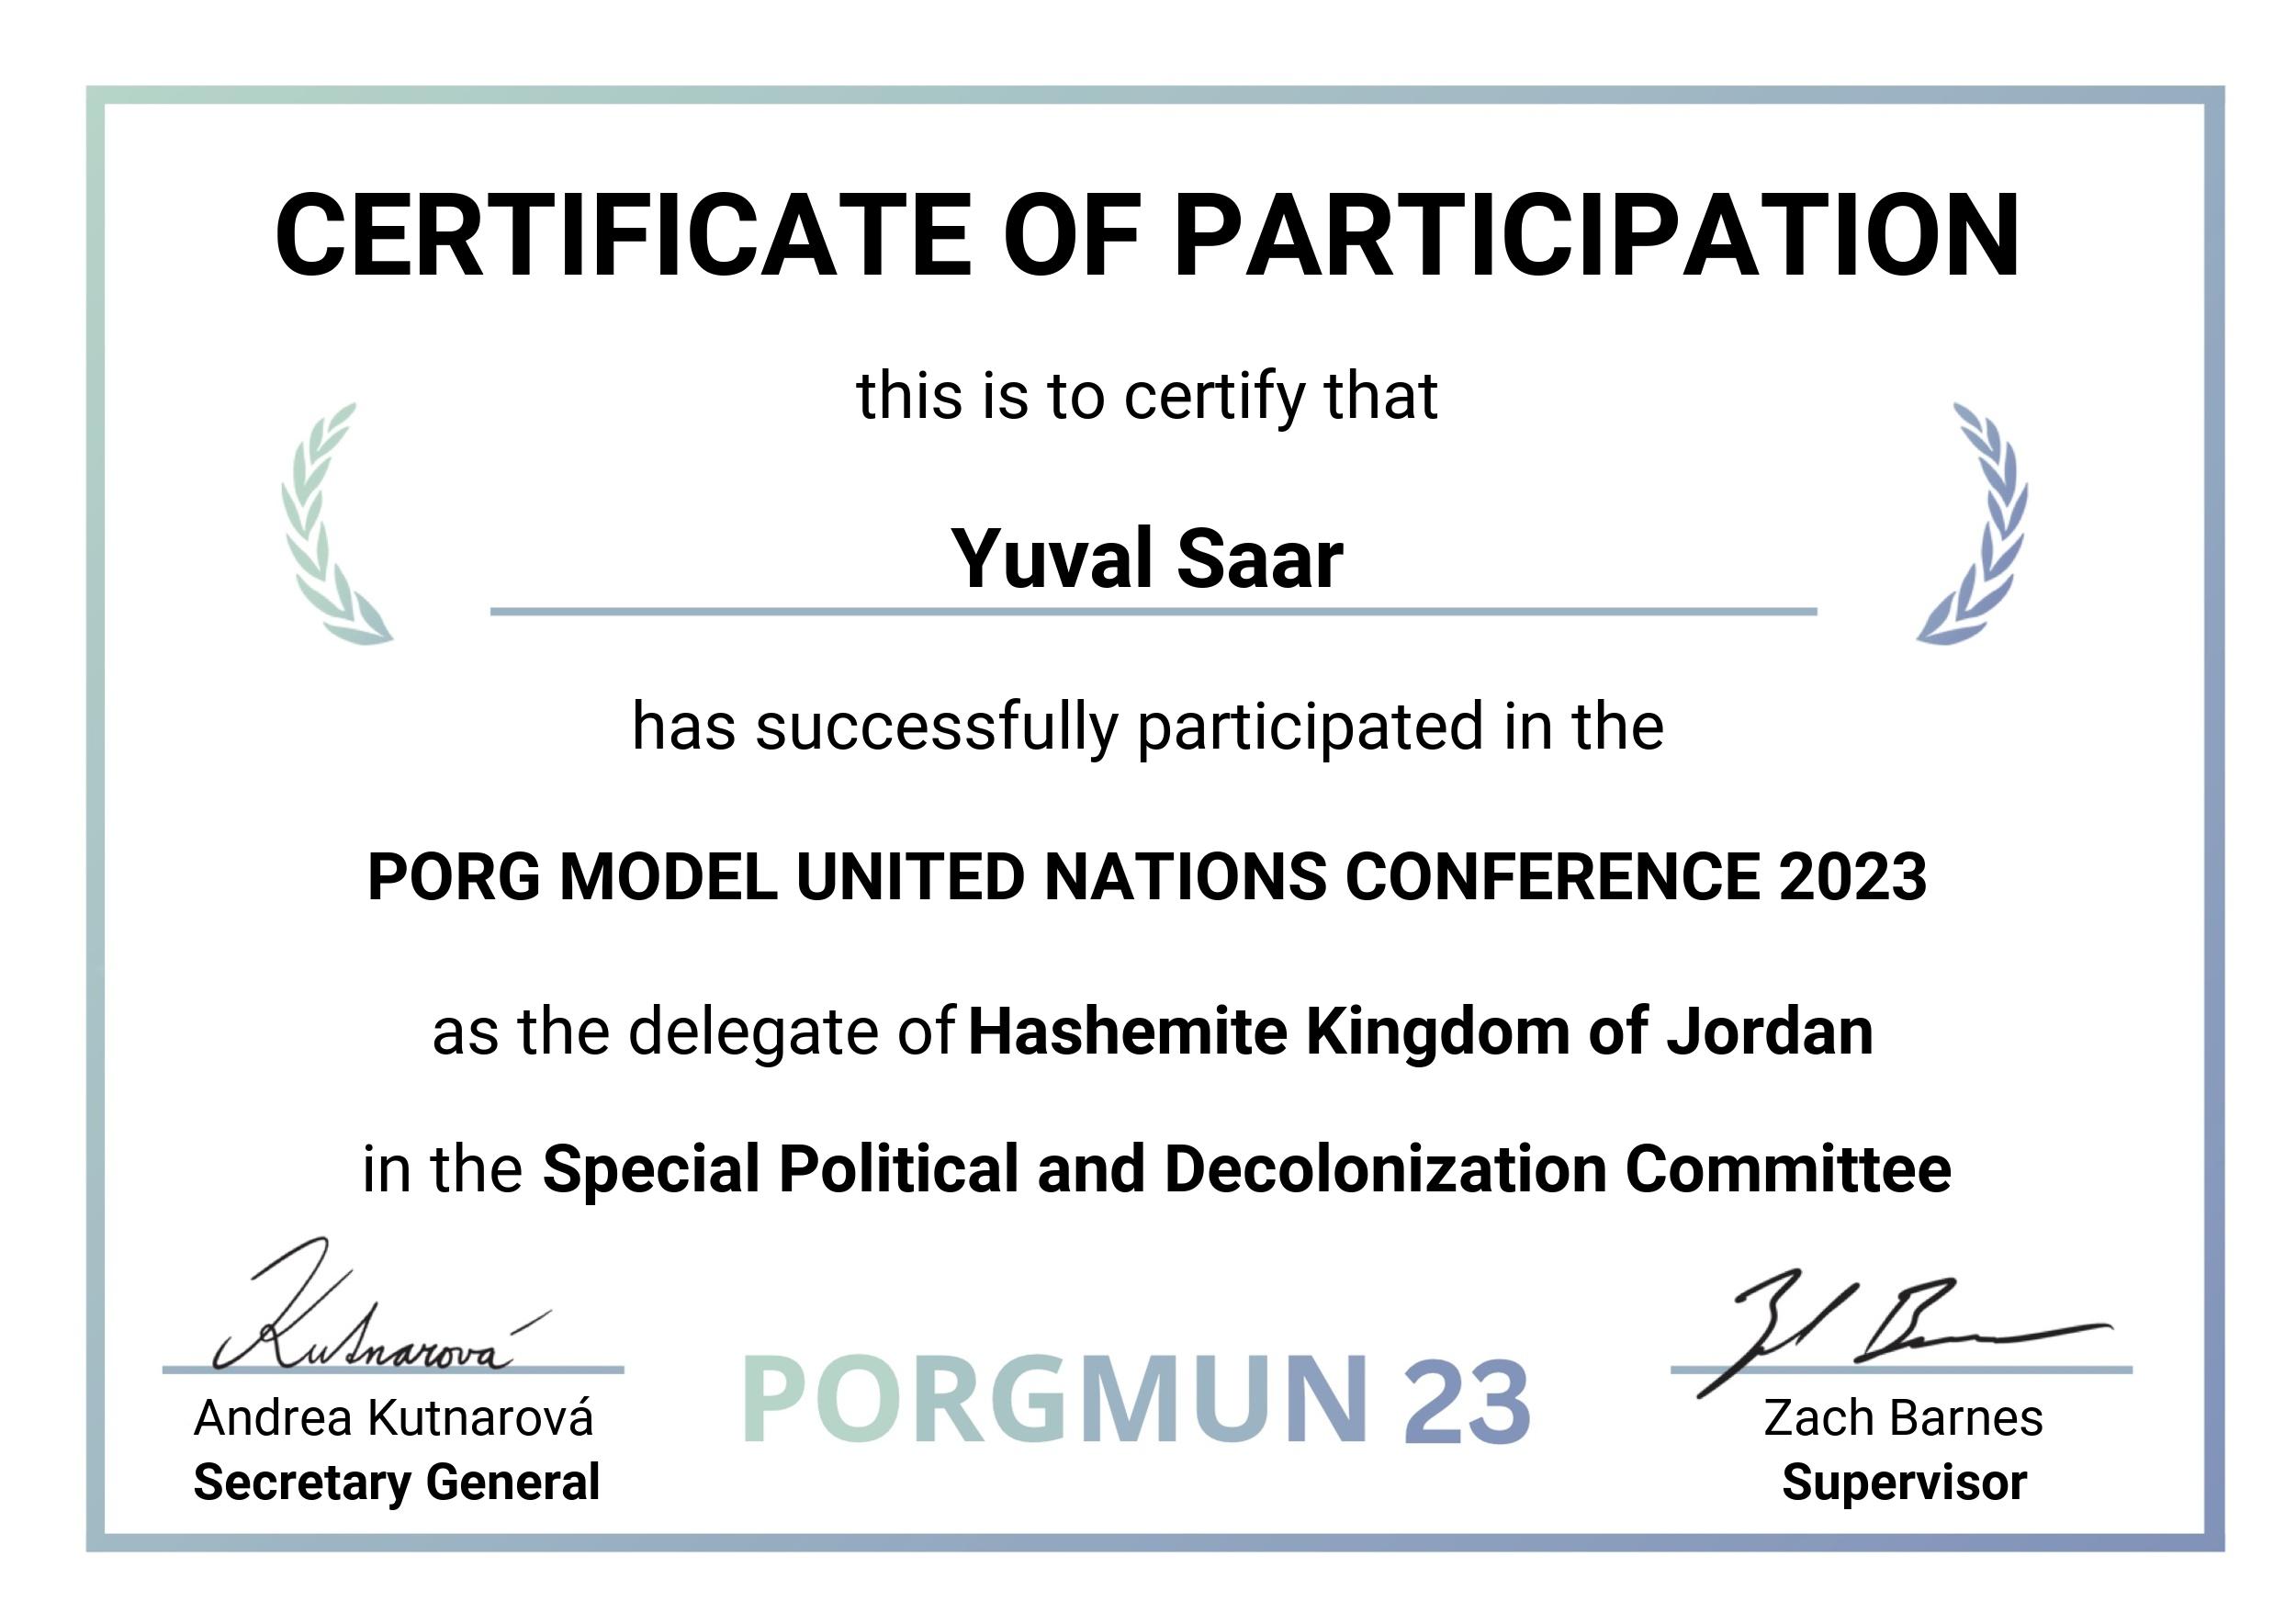 CERTIFICATE OF PARTICIPATION
this is to certify that
Yuval Saar
has successfully participated in the
PORG MODEL UNITED NATIONS CONFERENCE 2023
as the delegate of Hashemite Kingdom of Jordan
in the Special Political and Decolonization Committee
Kutnarová
Andrea Kutnarová
Secretary General
PORGMUN 23
Zach Barnes
Supervisor